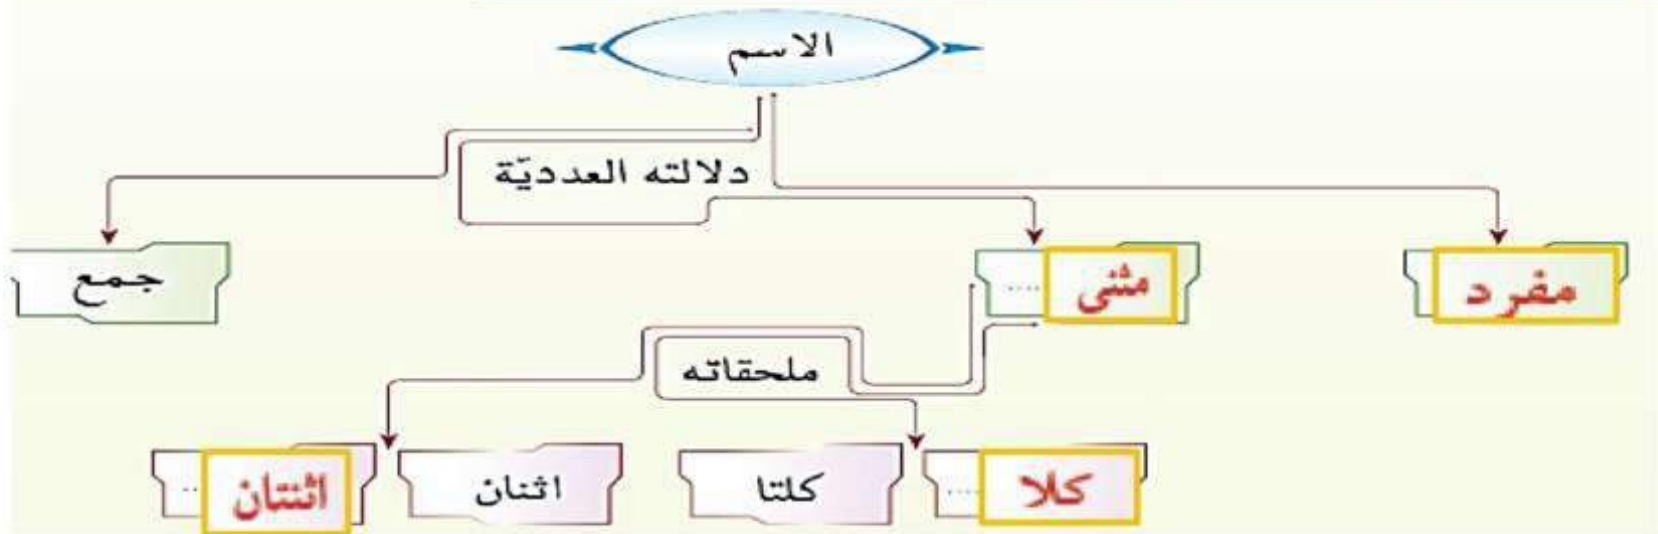 الاسم
دلالته العدديّة
مفرد
مثنى ....
جمع
ملحقاته
كلا ....
كلتا
اثنان
اثنتان ..